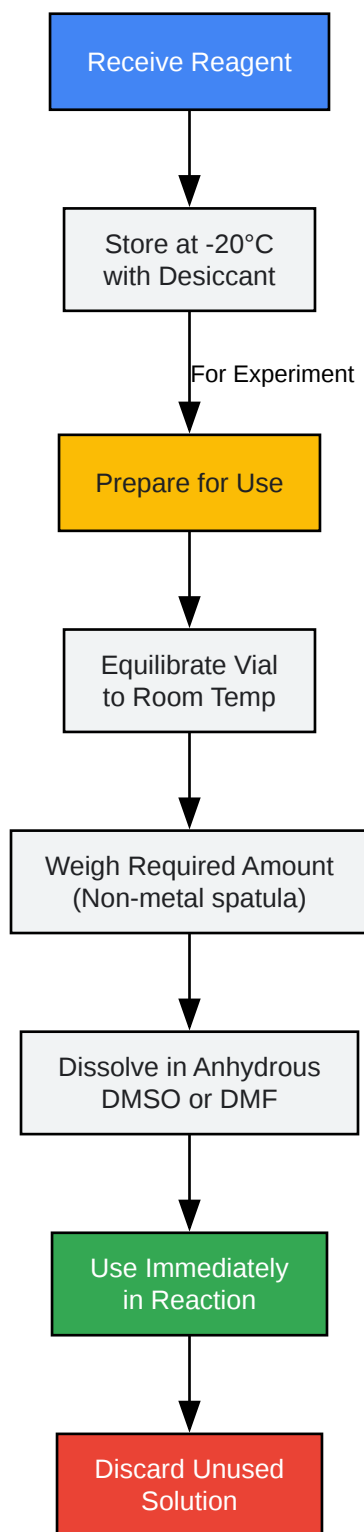 Receive Reagent
Store at -20°C
with Desiccant
For Experiment
Prepare for Use
Equilibrate Vial
to Room Temp
Weigh Required Amount
(Non-metal spatula)
Dissolve in Anhydrous
DMSO or DMF
Use Immediately
in Reaction
Discard Unused
Solution